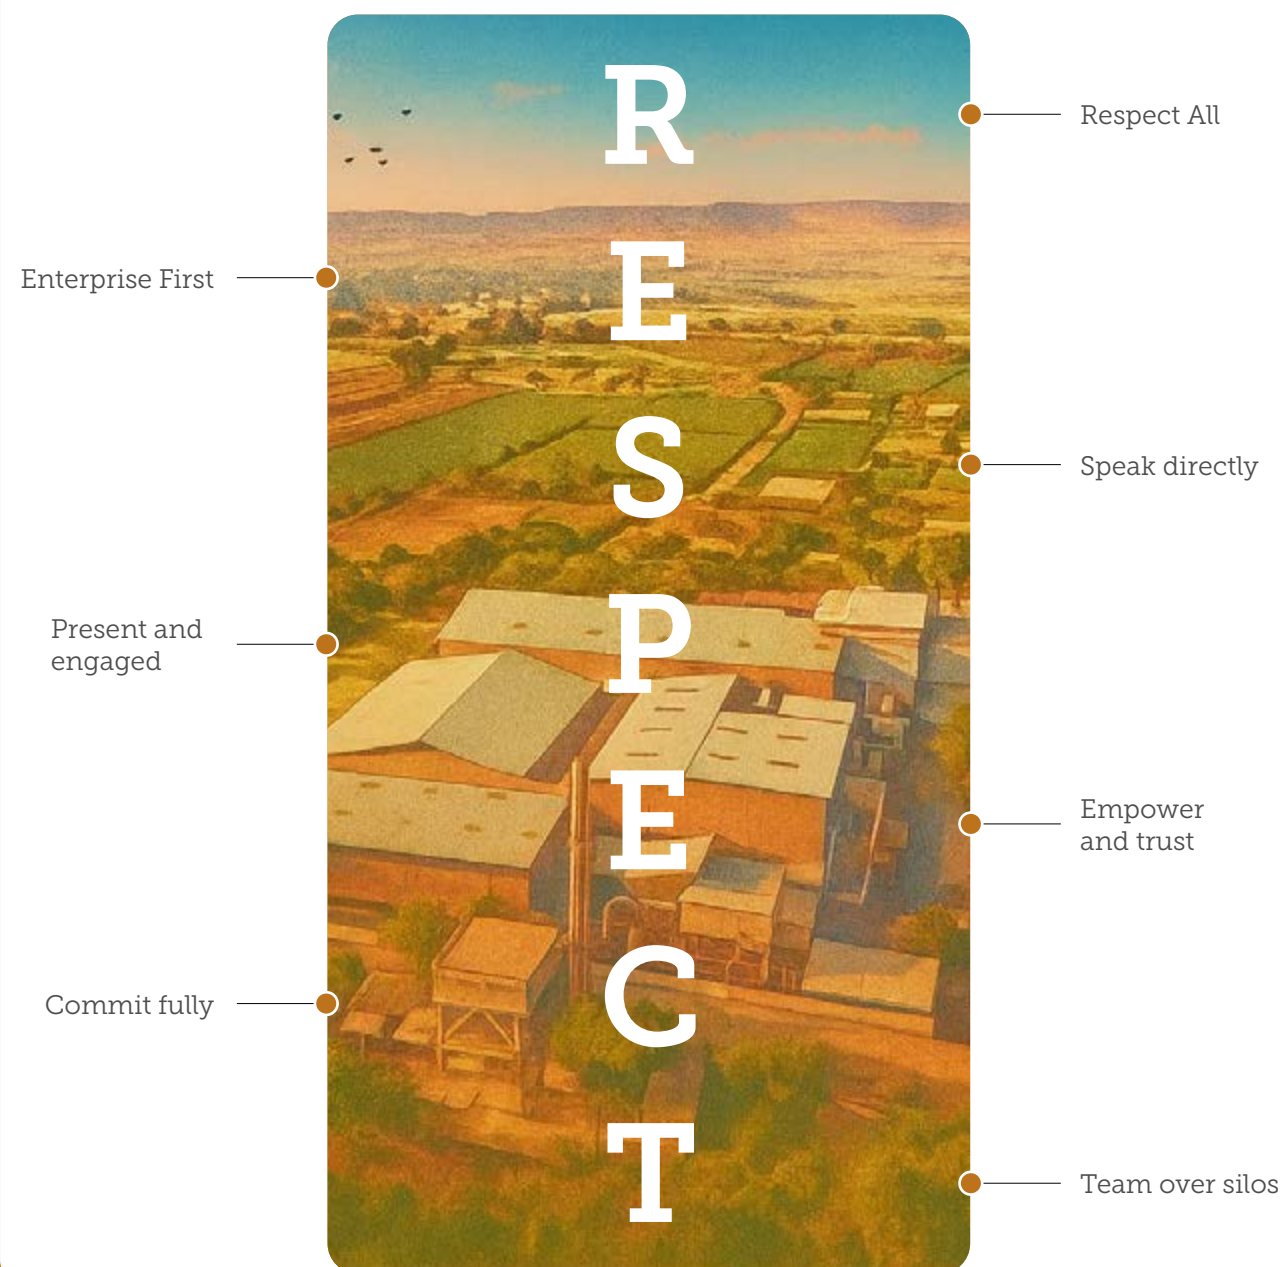 R
Respect All
E
Enterprise First
S
Speak directly
P
Present and
engaged
E
Empower
and trust
C
Commit fully
T
Team over silos